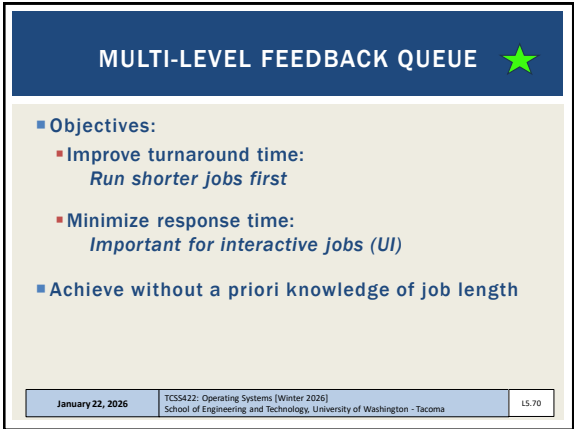 MULTI-LEVEL FEEDBACK QUEUE
Objectives:
Improve turnaround time:
Run shorter jobs first
Minimize response time:
Important for interactive jobs (UI)
Achieve without a priori knowledge of job length
January 22, 2026
TCSS422: Operating Systems [Winter 2026]
School of Engineering and Technology, University of Washington - Tacoma
L5.70